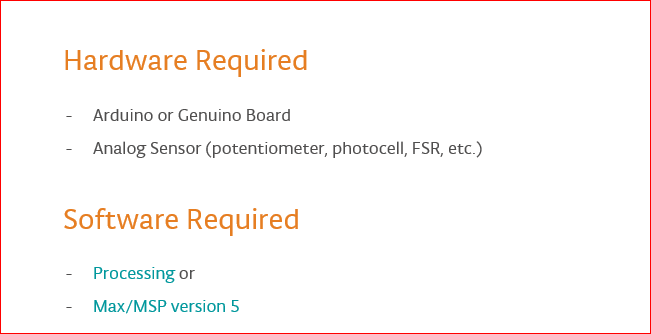 Hardware Required
- Arduino or Genuino Board
- Analog Sensor (potentiometer, photocell, FSR, etc.)
Software Required
- Processing or
- Max/MSP version 5